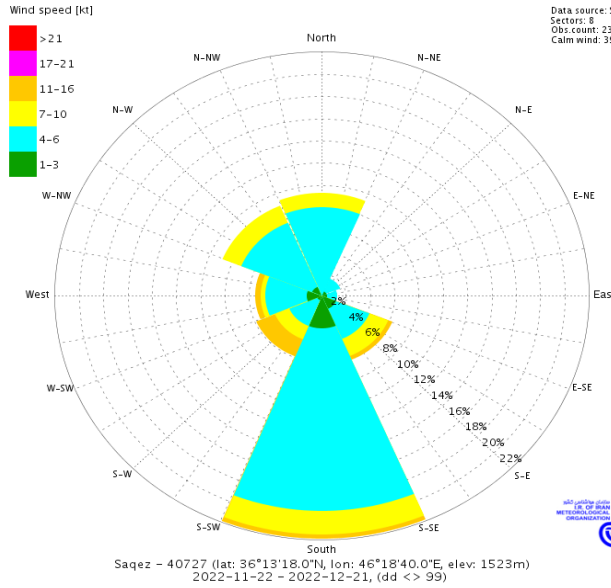 Wind speed [kt]
>21
17-21
11-16
7-10
4-6
1-3
Data source:
Sectors: 8
Obs.count: 23
Calm wind:
North
N-NE
N-E
E-NE
East
E-SE
S-E
S-SE
South
S-SW
S-W
W-SW
West
W-NW
N-W
N-NW
2%
4%
6%
8%
10%
12%
14%
16%
18%
20%
22%
I.R. OF IRAN
METEOROLOGICAL
ORGANIZATION
Saqez - 40727 (lat: 36°13'18.0"N, lon: 46°18'40.0"E, elev: 1523m)
2022-11-22 - 2022-12-21, (dd <> 99)